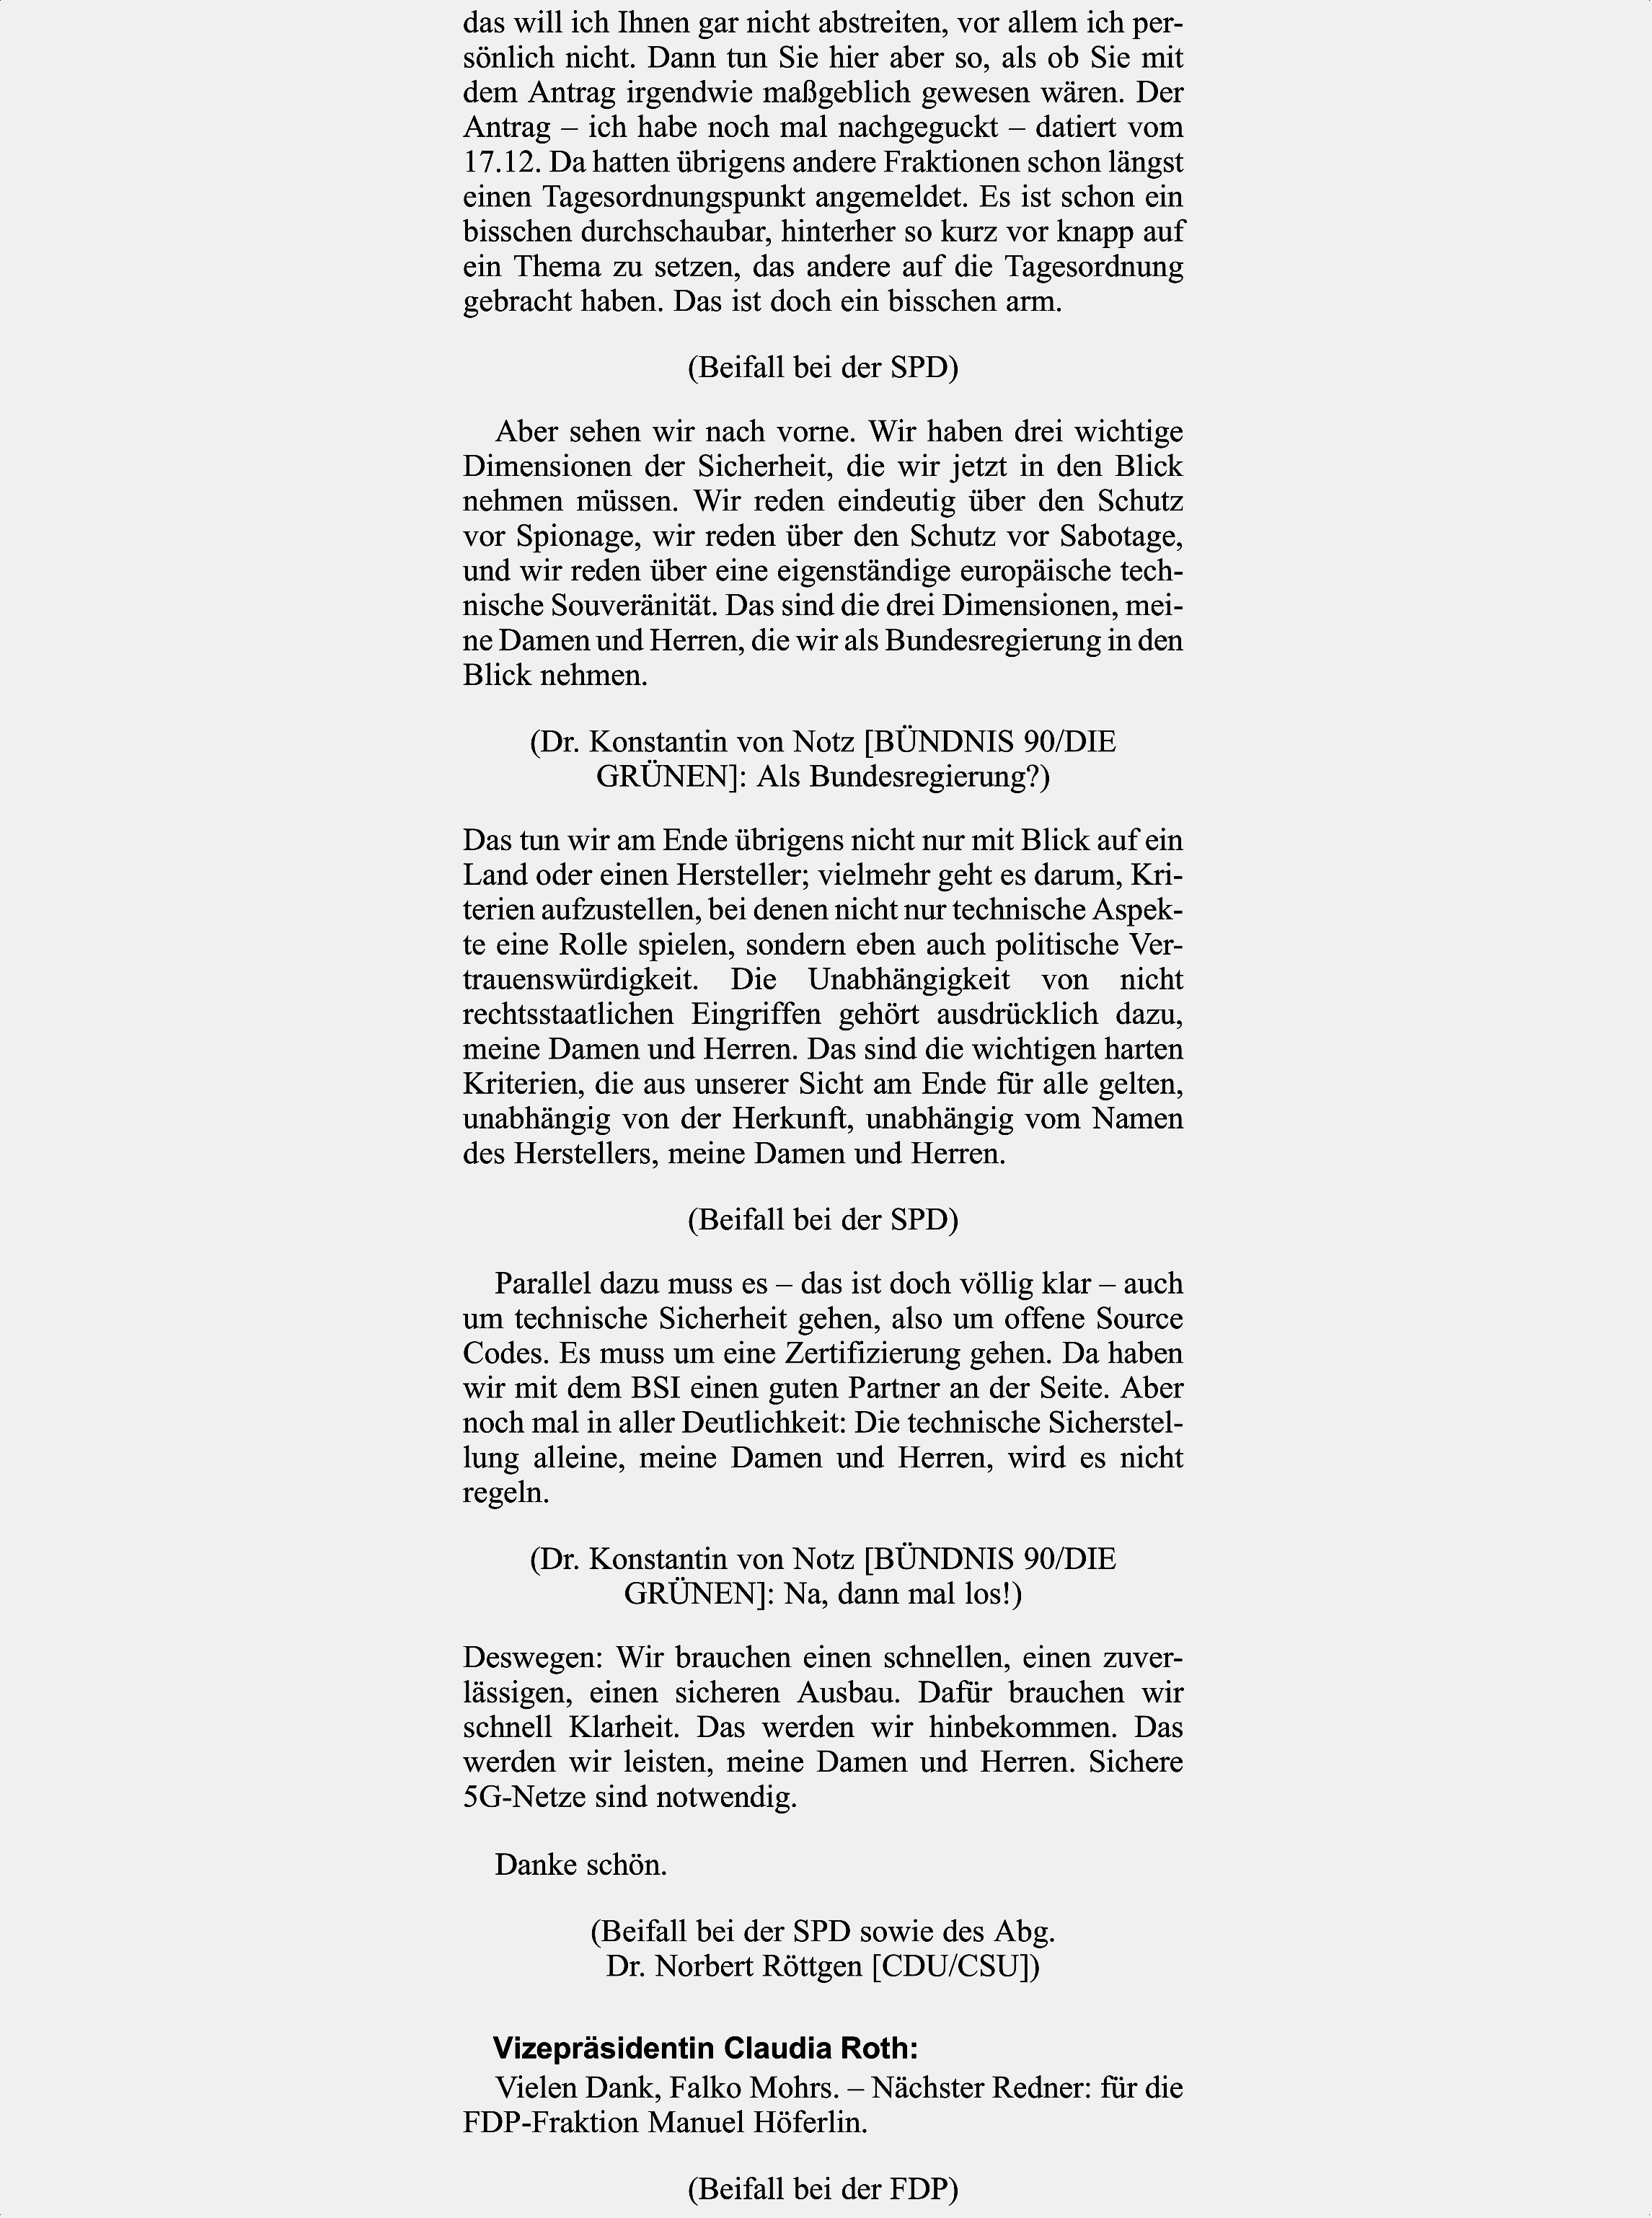 das will ich Ihnen gar nicht abstreiten, vor allem ich per-
sönlich nicht. Dann tun Sie hier aber so, als ob Sie mit
dem Antrag irgendwie maßgeblich gewesen wären. Der
Antrag – ich habe noch mal nachgeguckt – datiert vom
17.12. Da hatten übrigens andere Fraktionen schon längst
einen Tagesordnungspunkt angemeldet. Es ist schon ein
bisschen durchschaubar, hinterher so kurz vor knapp auf
ein Thema zu setzen, das andere auf die Tagesordnung
gebracht haben. Das ist doch ein bisschen arm.
(Beifall bei der SPD)
Aber sehen wir nach vorne. Wir haben drei wichtige
Dimensionen der Sicherheit, die wir jetzt in den Blick
nehmen müssen. Wir reden eindeutig über den Schutz
vor Spionage, wir reden über den Schutz vor Sabotage,
und wir reden über eine eigenständige europäische tech-
nische Souveränität. Das sind die drei Dimensionen, mei-
ne Damen und Herren, die wir als Bundesregierung in den
Blick nehmen.
(Dr. Konstantin von Notz [BÜNDNIS 90/DIE
GRÜNEN]: Als Bundesregierung?)
Das tun wir am Ende übrigens nicht nur mit Blick auf ein
Land oder einen Hersteller; vielmehr geht es darum, Kri-
terien aufzustellen, bei denen nicht nur technische Aspek-
te eine Rolle spielen, sondern eben auch politische Ver-
trauenswürdigkeit. Die Unabhängigkeit von nicht
rechtsstaatlichen Eingriffen gehört ausdrücklich dazu,
meine Damen und Herren. Das sind die wichtigen harten
Kriterien, die aus unserer Sicht am Ende für alle gelten,
unabhängig von der Herkunft, unabhängig vom Namen
des Herstellers, meine Damen und Herren.
(Beifall bei der SPD)
Parallel dazu muss es – das ist doch völlig klar – auch
um technische Sicherheit gehen, also um offene Source
Codes. Es muss um eine Zertifizierung gehen. Da haben
wir mit dem BSI einen guten Partner an der Seite. Aber
noch mal in aller Deutlichkeit: Die technische Sicherstel-
lung alleine, meine Damen und Herren, wird es nicht
regeln.
(Dr. Konstantin von Notz [BÜNDNIS 90/DIE
GRÜNEN]: Na, dann mal los!)
Deswegen: Wir brauchen einen schnellen, einen zuver-
lässigen, einen sicheren Ausbau. Dafür brauchen wir
schnell Klarheit. Das werden wir hinbekommen. Das
werden wir leisten, meine Damen und Herren. Sichere
5G-Netze sind notwendig.
Danke schön.
(Beifall bei der SPD sowie des Abg.
Dr. Norbert Röttgen [CDU/CSU])
Vizepräsidentin Claudia Roth:
Vielen Dank, Falko Mohrs. – Nächster Redner: für die
FDP-Fraktion Manuel Höferlin.
(Beifall bei der FDP)